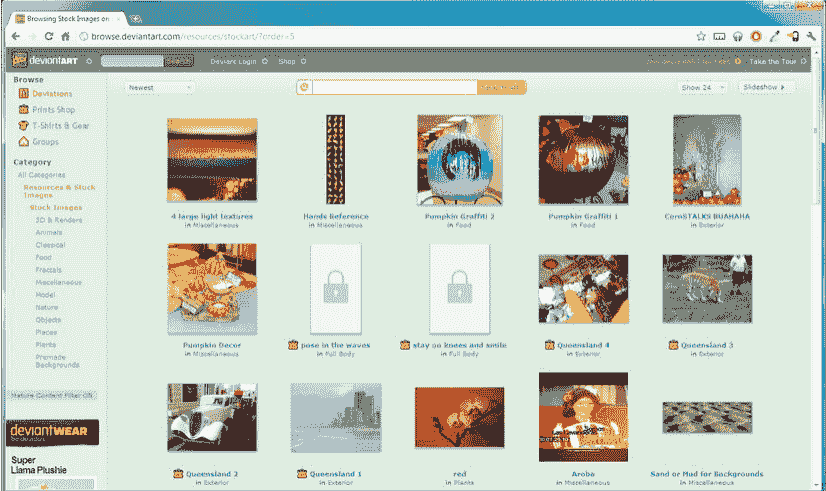 Browsing Stock Images on
browse.deviantart.com/resources/stockart/?order=5
deviantART
Deviant Login
Shop
Take the Tour
Browse
Deviations
Prints Shop
T-Shirts & Gear
Groups
Category
All Categories
Resources & Stock
Images
Stock Images
3D & Renders
Animals
Classical
Food
Fractals
Miscellaneous
Model
Nature
Objects
Places
Plants
Premade
Backgrounds
Mature Content Filter ON
deviantWEAR
Super
Llama Plushie
Newest
Show 24
Slideshow
4 large light textures
in Miscellaneous
Hands Reference
in Miscellaneous
Pumpkin Graffiti 2
in Food
Pumpkin Graffiti 1
in Food
CornSTALKS BUAHAHA
in Exterior
Pumpkin Decor
in Miscellaneous
pose in the waves
in Full Body
stay on knees and smile
in Full Body
Queensland 4
in Exterior
Queensland 3
in Exterior
Queensland 2
in Exterior
Queensland 1
in Exterior
red
in Plants
Aroba
in Miscellaneous
Sand or Mud for Backgrounds
in Miscellaneous